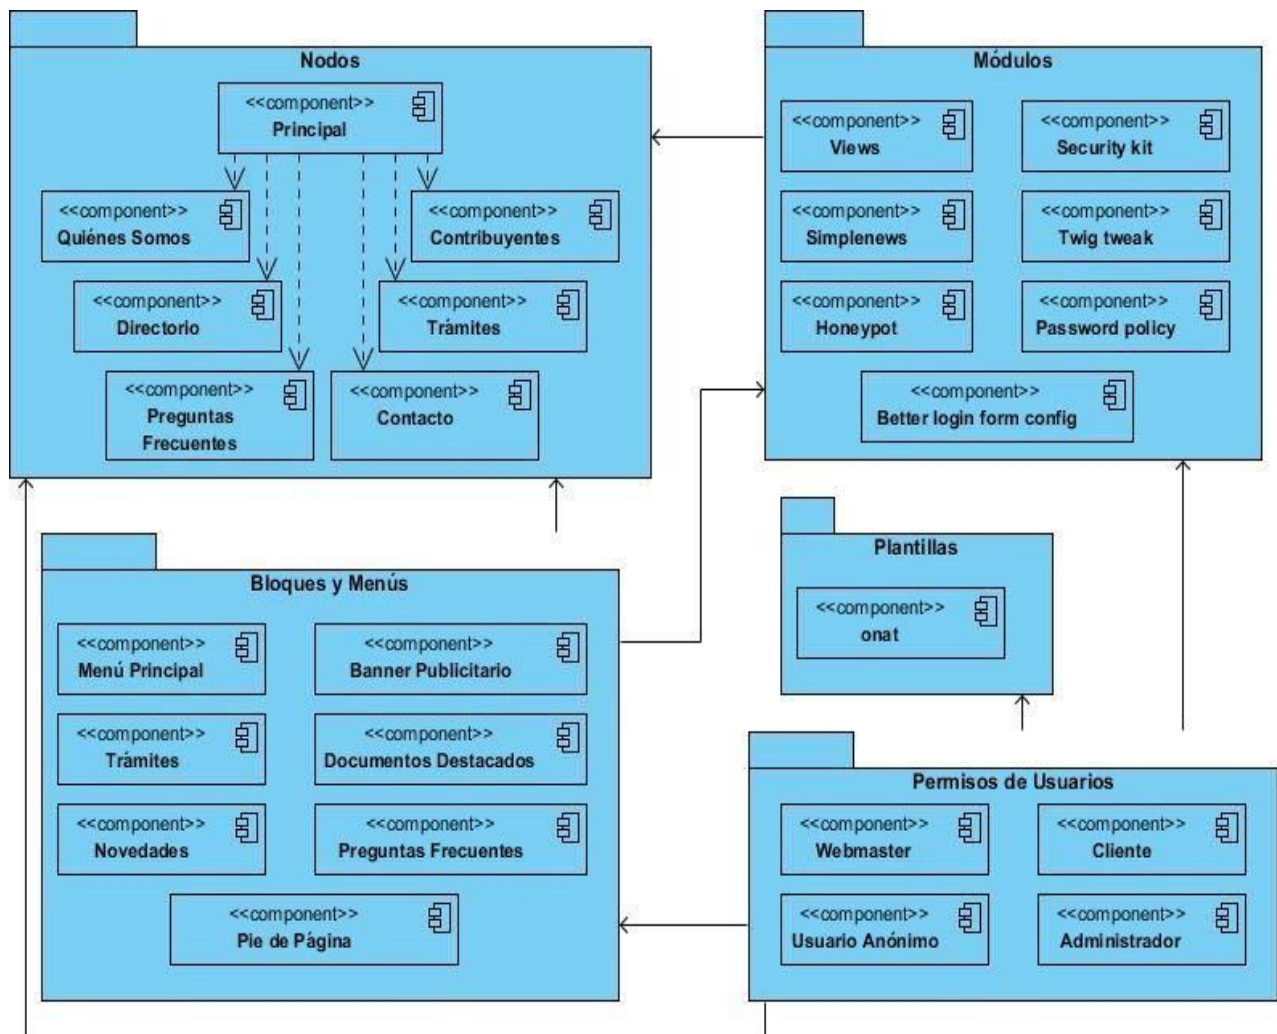 Nodos
<<component>>
Principal
<<component>>
Quiénes Somos
<<component>>
Contribuyentes
<<component>>
Directorio
<<component>>
Trámites
<<component>>
Preguntas
Frecuentes
<<component>>
Contacto
Módulos
<<component>>
Views
<<component>>
Security kit
<<component>>
Simplenews
<<component>>
Twig tweak
<<component>>
Honeypot
<<component>>
Password policy
<<component>>
Better login form config
Bloques y Menús
<<component>>
Menú Principal
<<component>>
Banner Publicitario
<<component>>
Trámites
<<component>>
Documentos Destacados
<<component>>
Novedades
<<component>>
Preguntas Frecuentes
<<component>>
Pie de Página
Plantillas
<<component>>
onat
Permisos de Usuarios
<<component>>
Webmaster
<<component>>
Cliente
<<component>>
Usuario Anónimo
<<component>>
Administrador